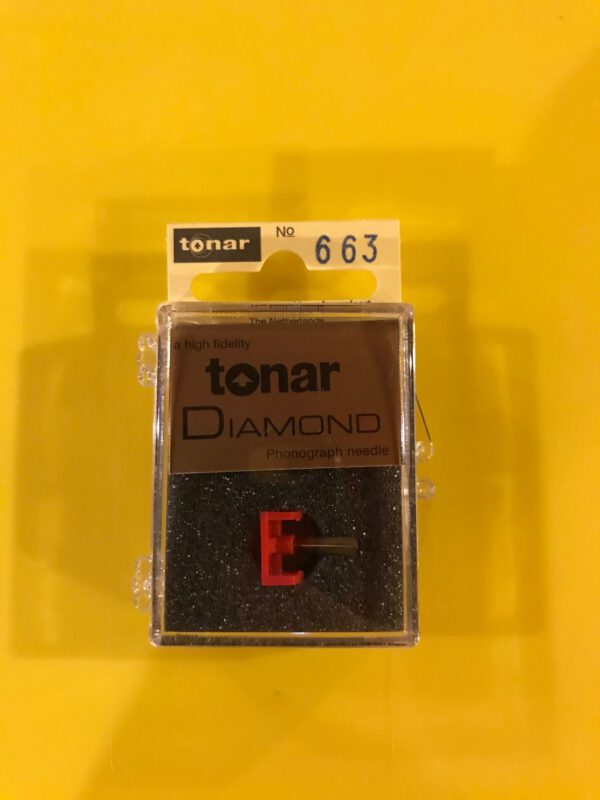 tonar
No 663
The Netherlands
a high fidelity
tonar
DIAMOND
Phonograph needle